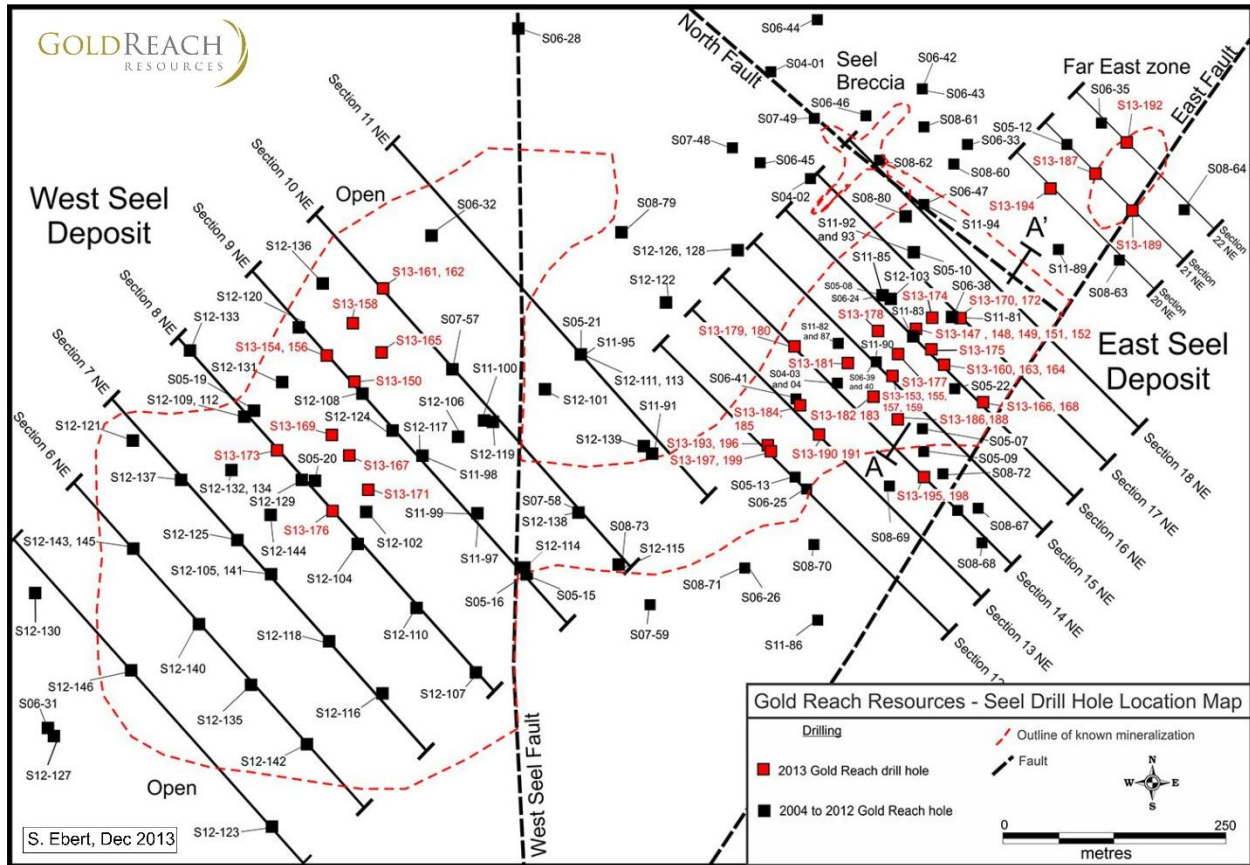 GOLDREACH
RESOURCES
West Seel
Deposit
East Seel
Deposit
Seel
Breccia
Far East zone
North Fault
East Fault
West Seel Fault
Open
Open
A'
A
Section 6 NE
Section 7 NE
Section 8 NE
Section 9 NE
Section 10 NE
Section 11 NE
Section 12
Section 13 NE
Section 14 NE
Section 15 NE
Section 16 NE
Section 17 NE
Section 18 NE
Section
20 NE
Section
21 NE
Section
22 NE
S06-28
S06-44
S04-01
S06-42
S06-43
S06-46
S07-49
S08-61
S06-33
S08-62
S08-60
S07-48
S06-45
S04-02
S08-80
S06-47
S11-94
S06-35
S13-192
S05-12
S13-187
S13-194
S13-189
S08-64
S11-89
S08-63
S06-32
S08-79
S12-126, 128
S12-122
S11-92
and 93
S11-85
S12-103
S05-10
S05-08
S06-24
S06-38
S13-174
S13-170, 172
S11-81
S11-83
S13-178
S13-147, 148, 149, 151, 152
S13-175
S13-160, 163, 164
S13-179, 180
S11-82
and 87
S11-90
S13-181
S04-03
and 04
S06-39
and 40
S13-177
S05-22
S13-153, 155,
157, 159
S13-166, 168
S06-41
S13-184,
185
S13-182 183
S13-186, 188
S05-07
S05-09
S08-72
S13-193, 196
S13-197, 199
S13-190 191
S05-13
S06-25
S13-195, 198
S08-67
S08-69
S08-68
S08-70
S08-71
S06-26
S11-86
S07-59
S12-136
S13-161, 162
S12-120
S13-158
S12-133
S13-154, 156
S13-165
S07-57
S12-131
S13-150
S05-19
S12-109, 112
S12-108
S12-124
S12-106
S11-100
S12-119
S05-21
S11-95
S12-111, 113
S12-101
S11-91
S12-139
S12-121
S13-169
S12-117
S13-173
S11-98
S12-137
S05-20
S13-167
S12-132, 134
S12-129
S13-171
S11-99
S13-176
S12-144
S12-102
S07-58
S12-138
S08-73
S12-115
S12-143, 145
S12-125
S12-104
S11-97
S12-114
S12-105, 141
S05-16
S05-15
S12-130
S12-118
S12-110
S12-140
S12-146
S12-107
S12-116
S06-31
S12-135
S12-127
S12-142
S12-123
S. Ebert, Dec 2013
Gold Reach Resources - Seel Drill Hole Location Map
Drilling
2013 Gold Reach drill hole
2004 to 2012 Gold Reach hole
Outline of known mineralization
Fault
N
W E
S
0 250
metres